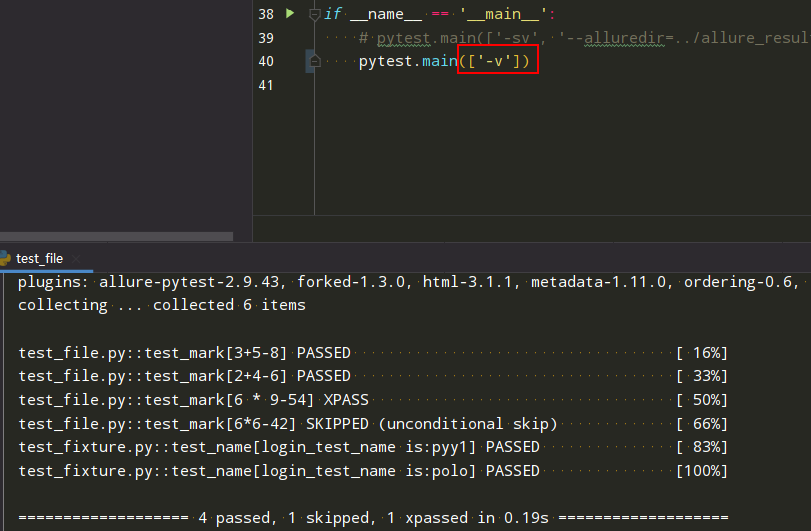 38 if __name__ == '__main__':
39 # pytest.main(['-sv', '--alluredir=../allure_resul
40 pytest.main(['-v'])
41
test_file
plugins: allure-pytest-2.9.43, forked-1.3.0, html-3.1.1, metadata-1.11.0, ordering-0.6,
collecting ... collected 6 items
test_file.py::test_mark[3+5-8] PASSED [ 16%]
test_file.py::test_mark[2+4-6] PASSED [ 33%]
test_file.py::test_mark[6 * 9-54] XPASS [ 50%]
test_file.py::test_mark[6*6-42] SKIPPED (unconditional skip) [ 66%]
test_fixture.py::test_name[login_test_name is:pyy1] PASSED [ 83%]
test_fixture.py::test_name[login_test_name is:polo] PASSED [100%]
=================== 4 passed, 1 skipped, 1 xpassed in 0.19s ===================